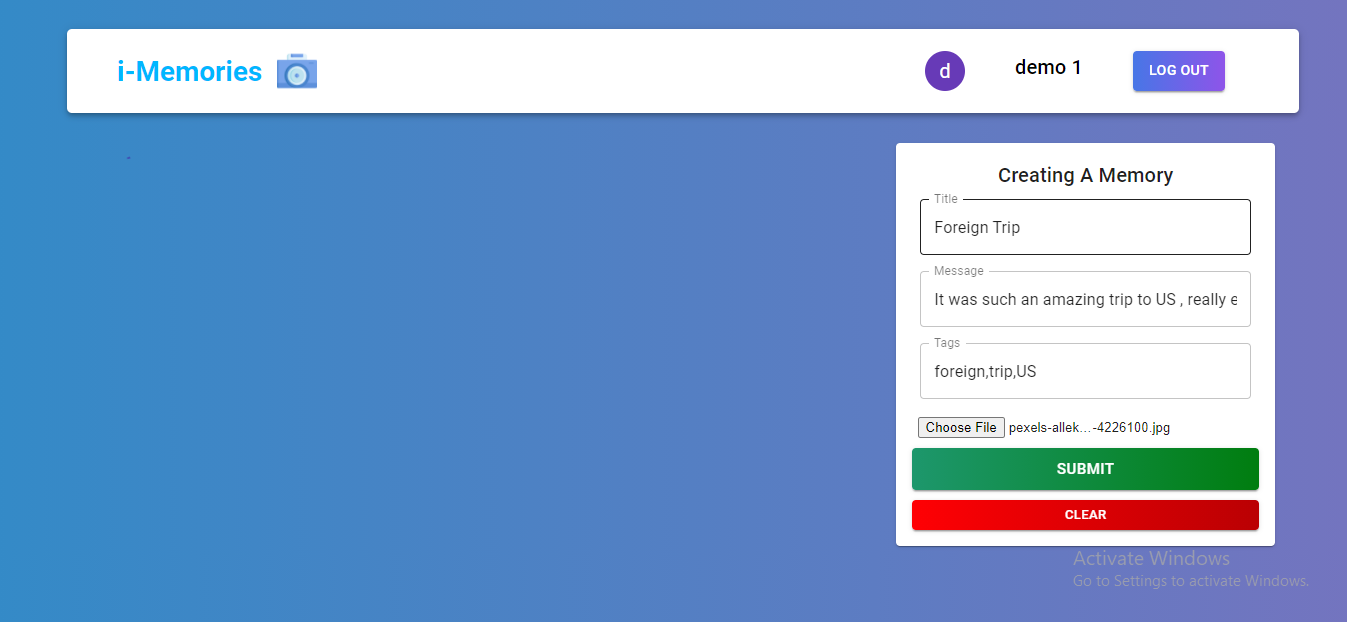 i-Memories
d
demo 1
LOG OUT
Creating A Memory
Title
Foreign Trip
Message
It was such an amazing trip to US , really e
Tags
foreign,trip,US
Choose File pexels-allek...-4226100.jpg
SUBMIT
CLEAR
Activate Windows
Go to Settings to activate Windows.